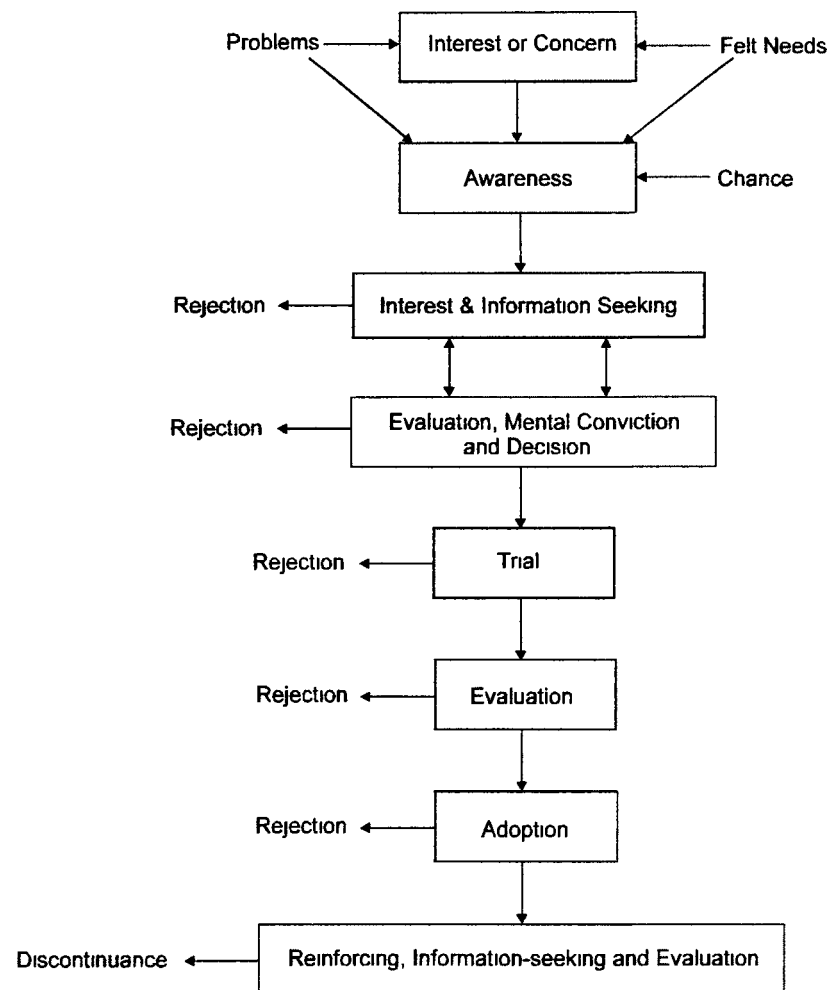 Problems
Interest or Concern
Felt Needs
Awareness
Chance
Rejection
Interest & Information Seeking
Rejection
Evaluation, Mental Conviction
and Decision
Rejection
Trial
Rejection
Evaluation
Rejection
Adoption
Discontinuance
Reinforcing, Information-seeking and Evaluation